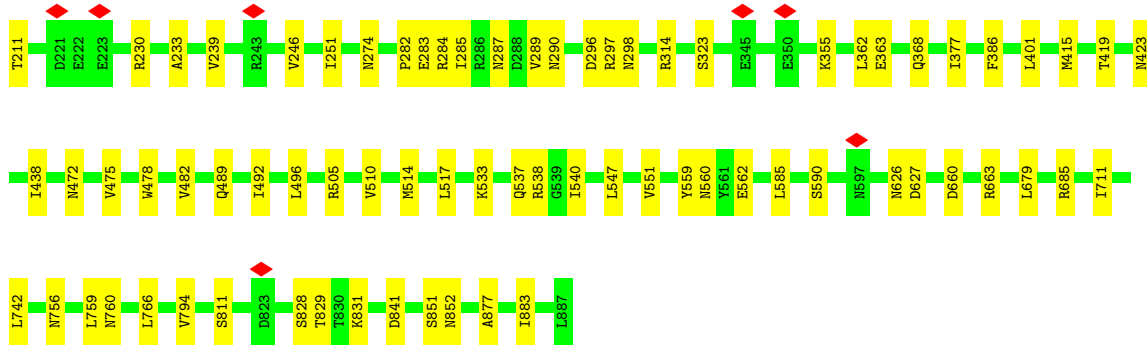 T211 D221 E222 E223 R230 A233 V239 R243 V246 I251 N274 P282 E283 R284 I285 R286 N287 D288 V289 N290 D296 R297 N298 R314 S323 E345 E350 K355 L362 E363 Q368 I377 F386 L401 M415 T419 N423
I438 N472 V475 W478 V482 Q489 I492 L496 R505 V510 M514 L517 K533 Q537 R538 G539 I540 L547 V551 Y559 N560 Y561 E562 L585 S590 N597 N626 D627 D660 R663 L679 R685 I711
L742 N756 L759 N760 L766 V794 S811 D823 S828 T829 T830 K831 D841 S851 N852 A877 I883 L887